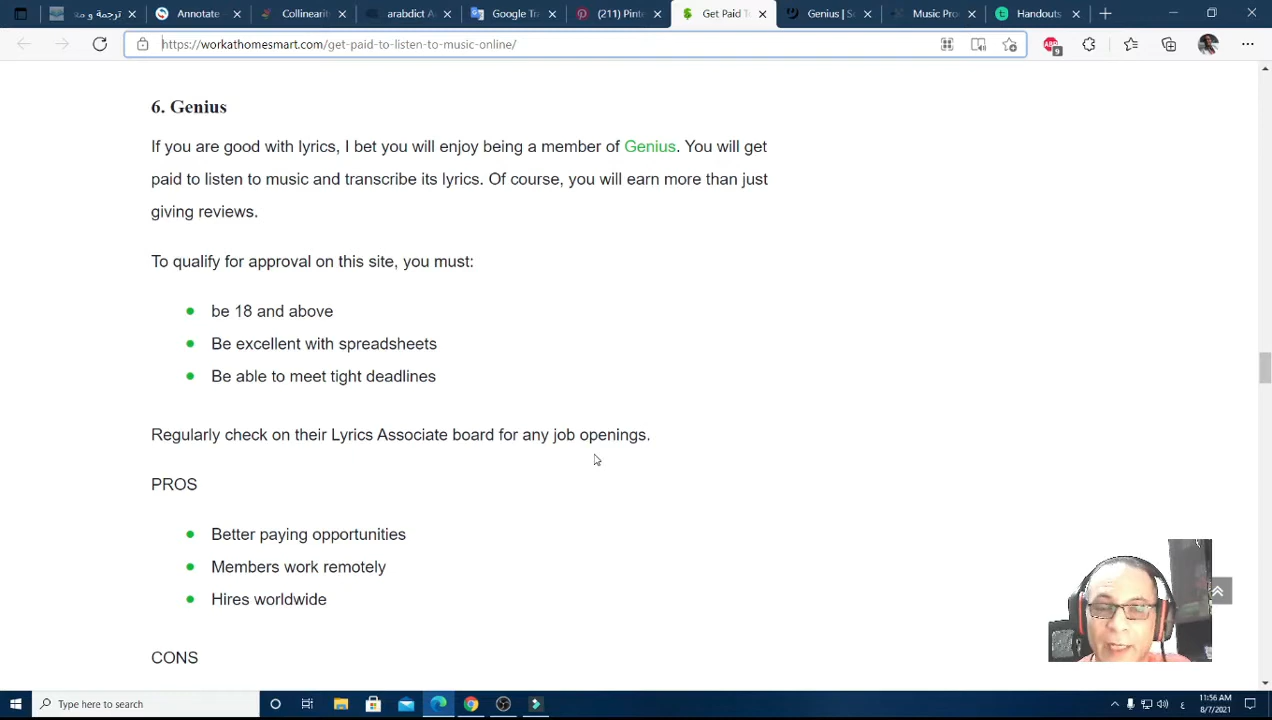 ترجمة و مع
Annotate
Collinearit
arabdict A
Google Tra
(211) Pint
Get Paid T
Genius | S
Music Pro
Handouts
https://workathomesmart.com/get-paid-to-listen-to-music-online/
9
6. Genius
If you are good with lyrics, I bet you will enjoy being a member of Genius. You will get
paid to listen to music and transcribe its lyrics. Of course, you will earn more than just
giving reviews.
To qualify for approval on this site, you must:
be 18 and above
Be excellent with spreadsheets
Be able to meet tight deadlines
Regularly check on their Lyrics Associate board for any job openings.
PROS
Better paying opportunities
Members work remotely
Hires worldwide
CONS
Type here to search
ع
11:56 AM
8/7/2021